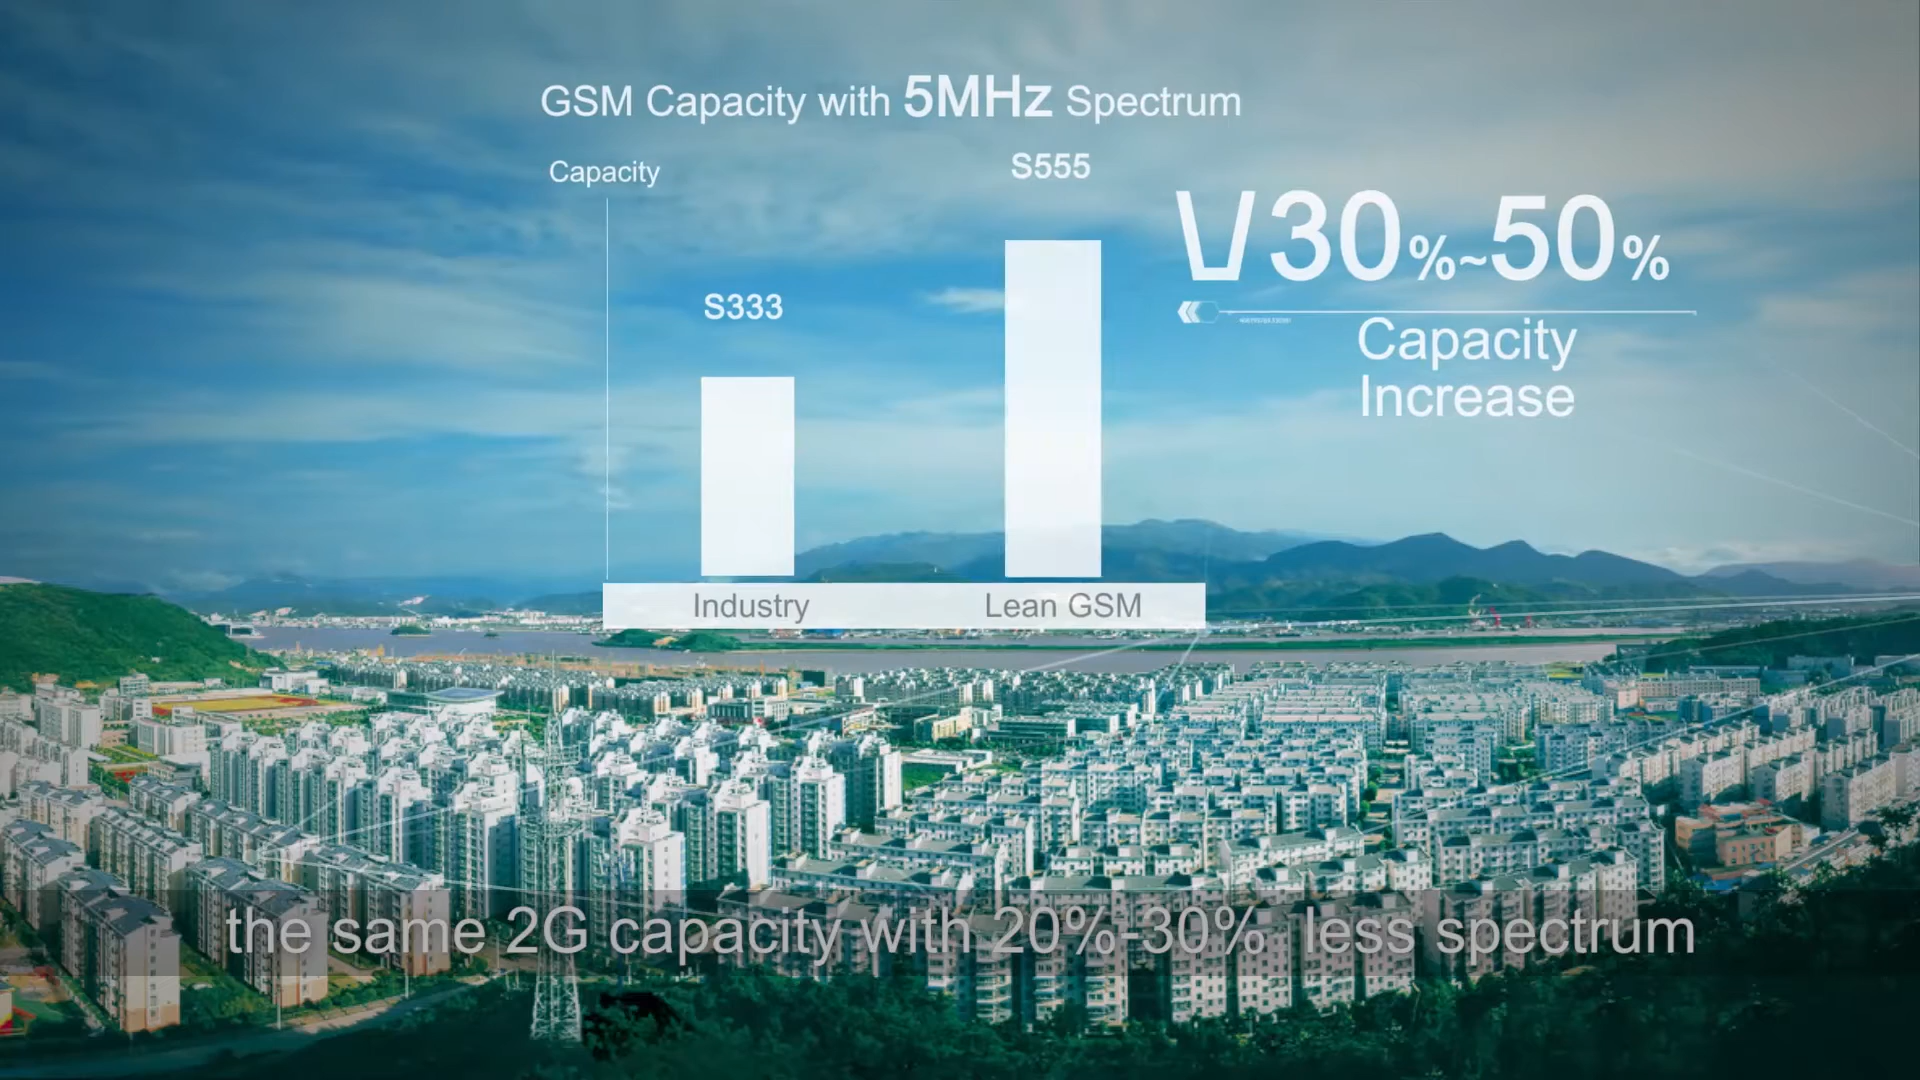 GSM Capacity with 5MHz Spectrum
Capacity
S555
S333
30%~50%
Capacity
Increase
Industry
Lean GSM
the same 2G capacity with 20%-30% less spectrum